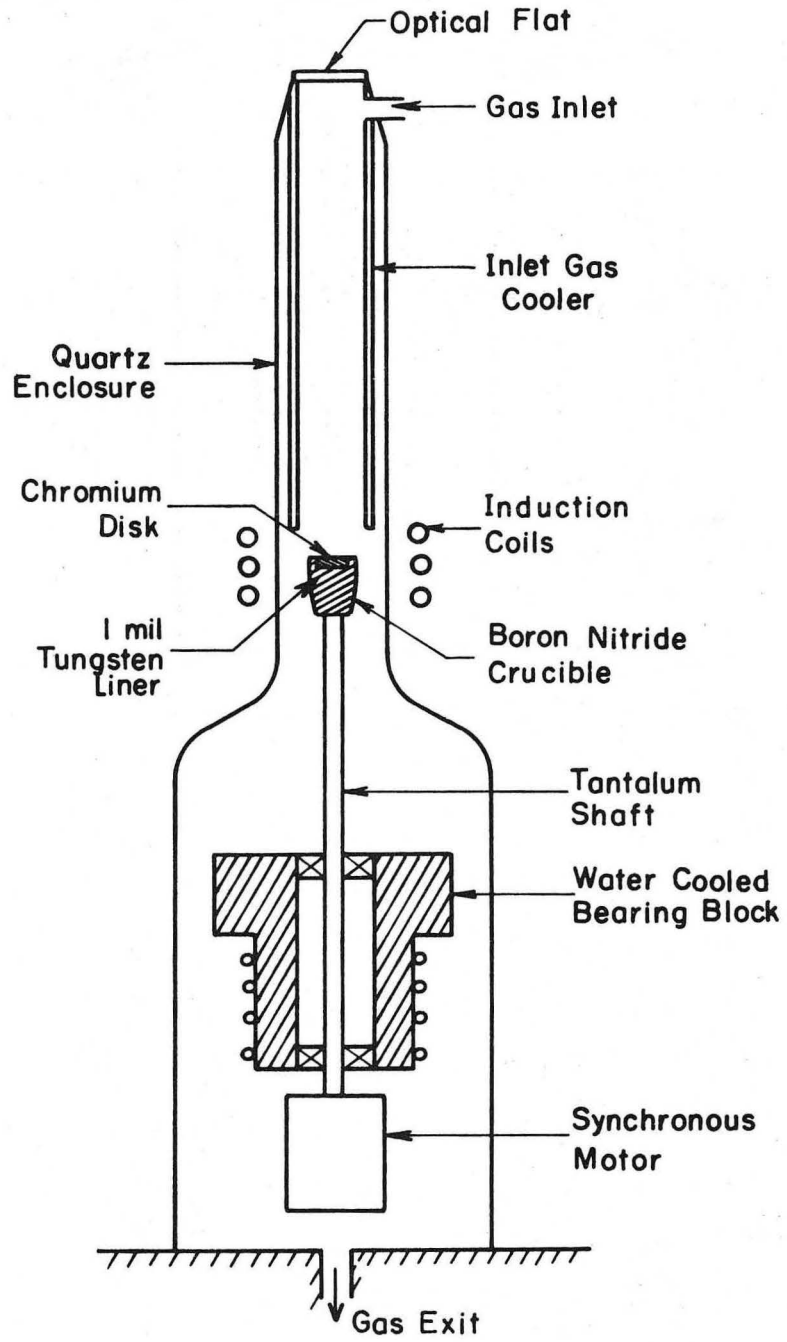 Optical Flat
Gas Inlet
Inlet Gas
Cooler
Quartz
Enclosure
Chromium
Disk
Induction
Coils
1 mil
Tungsten
Liner
Boron Nitride
Crucible
Tantalum
Shaft
Water Cooled
Bearing Block
Synchronous
Motor
Gas Exit